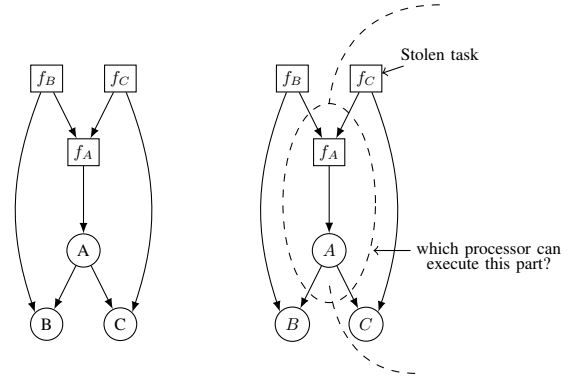 f_B f_C
f_A
A
B C
f_B f_C Stolen task
f_A
A
which processor can
execute this part?
B C